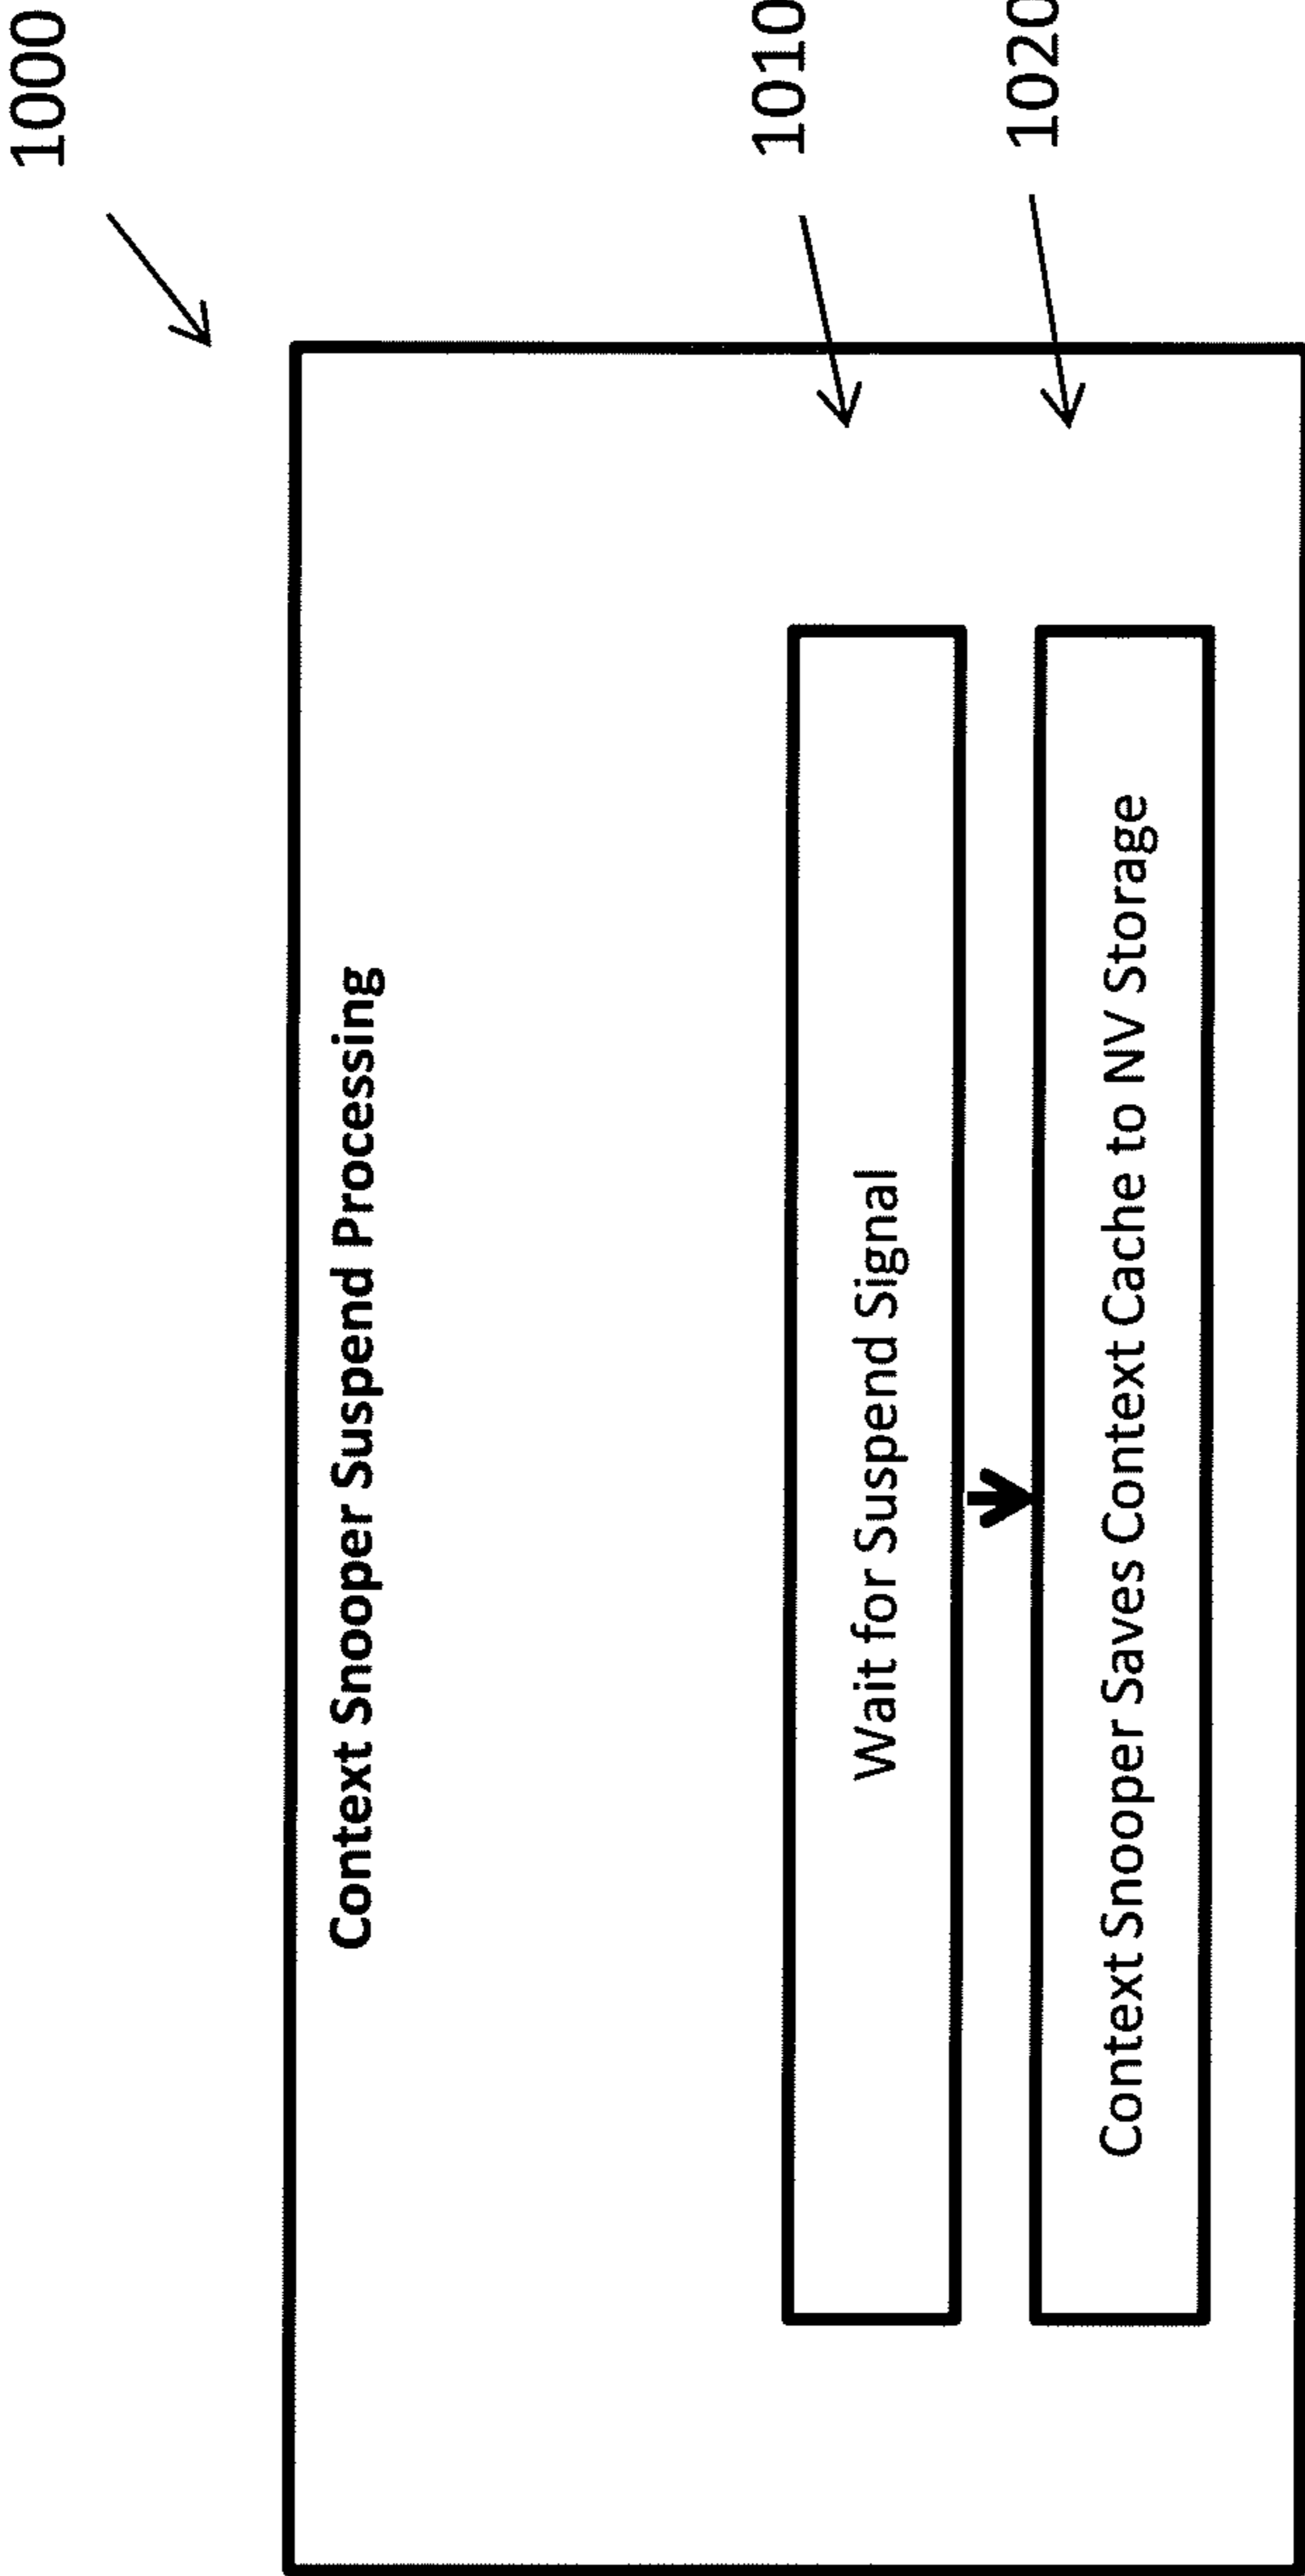 1000
Context Snooper Suspend Processing
Wait for Suspend Signal
1010
Context Snooper Saves Context Cache to NV Storage
1020